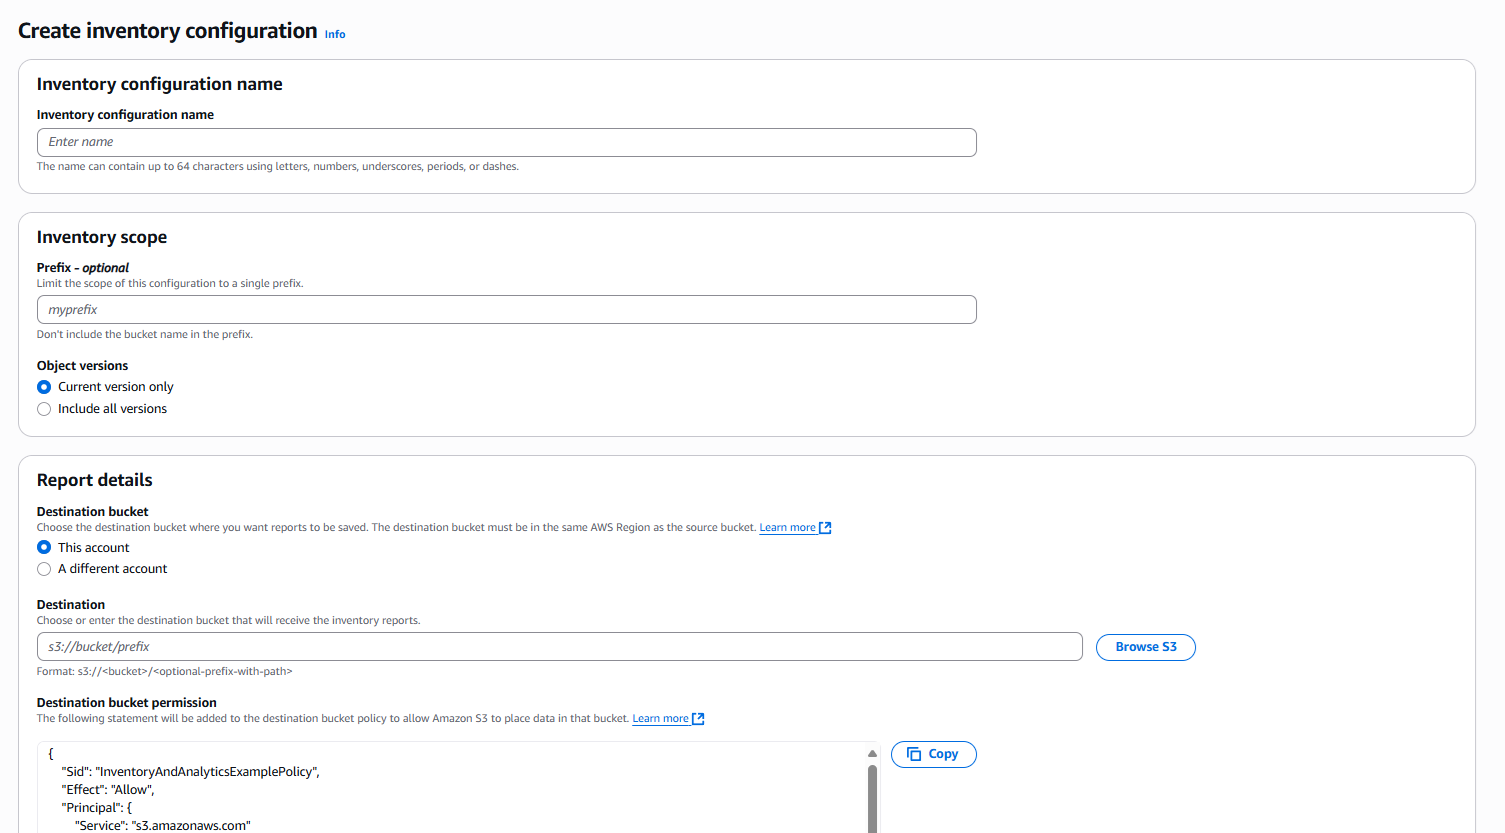 Create inventory configuration Info
Inventory configuration name
Inventory configuration name
Enter name
The name can contain up to 64 characters using letters, numbers, underscores, periods, or dashes.
Inventory scope
Prefix - optional
Limit the scope of this configuration to a single prefix.
myprefix
Don't include the bucket name in the prefix.
Object versions
Current version only
Include all versions
Report details
Destination bucket
Choose the destination bucket where you want reports to be saved. The destination bucket must be in the same AWS Region as the source bucket. Learn more
This account
A different account
Destination
Choose or enter the destination bucket that will receive the inventory reports.
s3://bucket/prefix
Browse S3
Format: s3://<bucket>/<optional-prefix-with-path>
Destination bucket permission
The following statement will be added to the destination bucket policy to allow Amazon S3 to place data in that bucket. Learn more
{
Copy
"Sid": "InventoryAndAnalyticsExamplePolicy",
"Effect": "Allow",
"Principal": {
"Service": "s3.amazonaws.com"